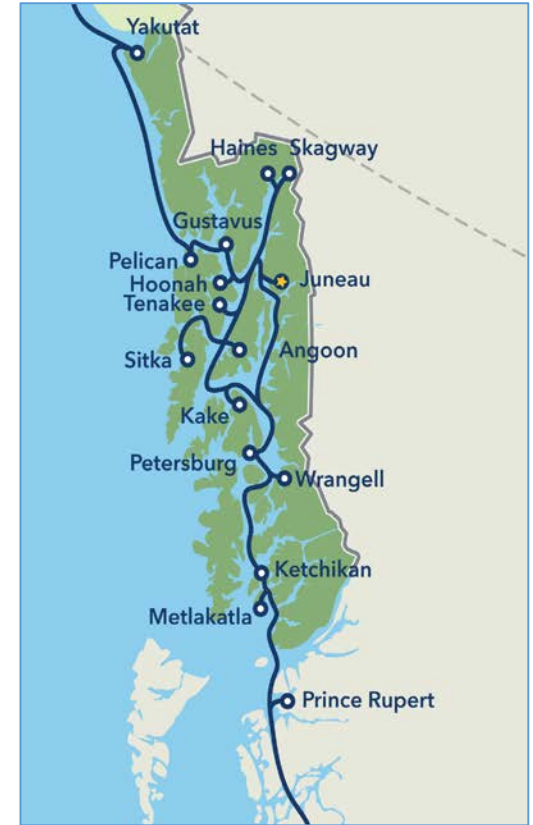 Yakutat
Haines Skagway
Gustavus
Pelican
Hoonah
Juneau
Tenakee
Angoon
Sitka
Kake
Petersburg
Wrangell
Ketchikan
Metlakatla
Prince Rupert